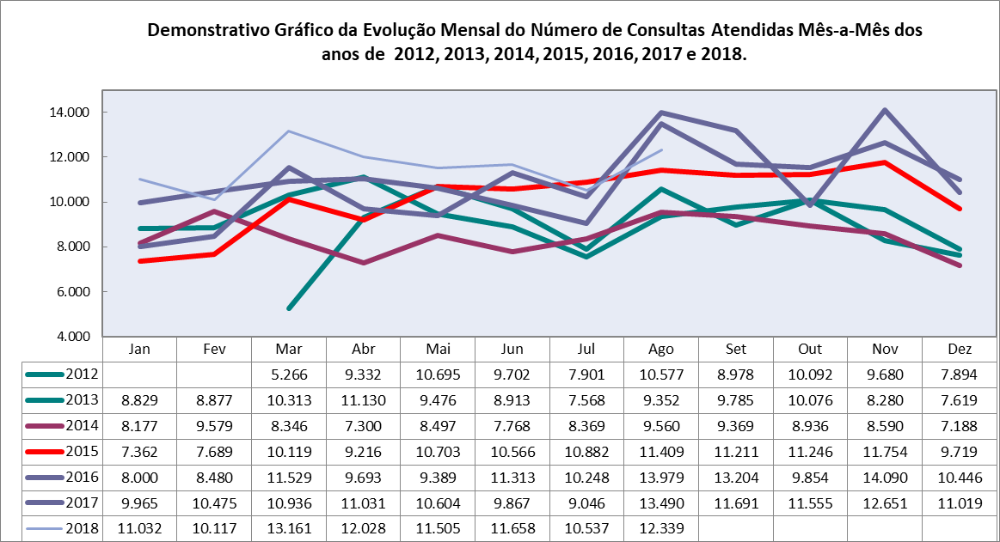 Demonstrativo Gráfico da Evolução Mensal do Número de Consultas Atendidas Mês-a-Mês dos
anos de 2012, 2013, 2014, 2015, 2016, 2017 e 2018.
14.000
12.000
10.000
8.000
6.000
4.000
Jan Fev Mar Abr Mai Jun Jul Ago Set Out Nov Dez
2012 5.266 9.332 10.695 9.702 7.901 10.577 8.978 10.092 9.680 7.894
2013 8.829 8.877 10.313 11.130 9.476 8.913 7.568 9.352 9.785 10.076 8.280 7.619
2014 8.177 9.579 8.346 7.300 8.497 7.768 8.369 9.560 9.369 8.936 8.590 7.188
2015 7.362 7.689 10.119 9.216 10.703 10.566 10.882 11.409 11.211 11.246 11.754 9.719
2016 8.000 8.480 11.529 9.693 9.389 11.313 10.248 13.979 13.204 9.854 14.090 10.446
2017 9.965 10.475 10.936 11.031 10.604 9.867 9.046 13.490 11.691 11.555 12.651 11.019
2018 11.032 10.117 13.161 12.028 11.505 11.658 10.537 12.339